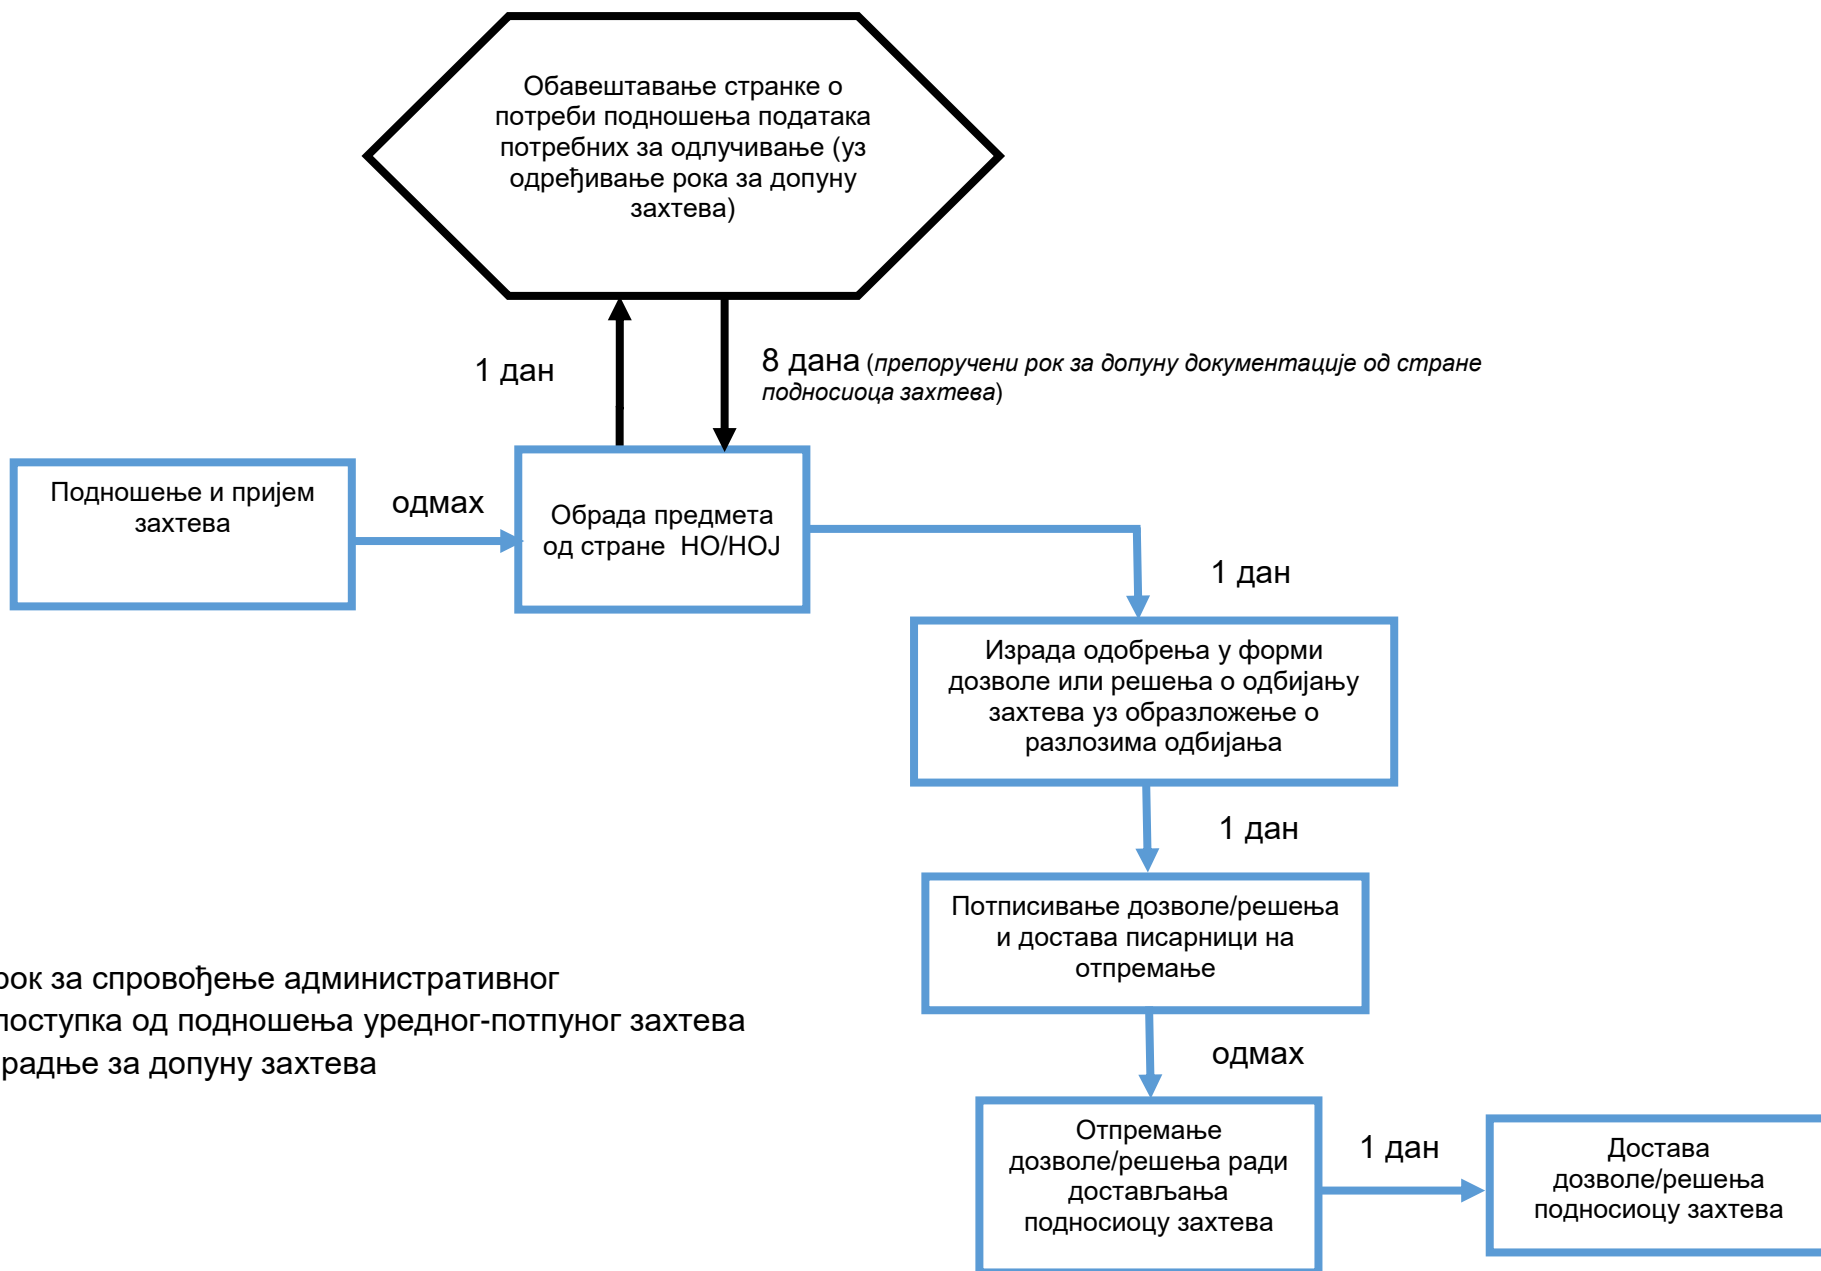 Обавештавање странке о
потреби подношења података
потребних за одлучивање (уз
одређивање рока за допуну
захтева)
1 дан
8 дана (препоручени рок за допуну документације од стране
подносиоца захтева)
Подношење и пријем
захтева
одмах
Обрада предмета
од стране НО/НОЈ
1 дан
Израда одобрења у форми
дозволе или решења о одбијању
захтева уз образложење о
разлозима одбијања
1 дан
Потписивање дозволе/решења
и достава писарници на
отпремање
рок за спровођење административног
поступка од подношења уредног-потпуног захтева
радње за допуну захтева
одмах
Отпремање
дозволе/решења ради
достављања
подносиоцу захтева
1 дан
Достава
дозволе/решења
подносиоцу захтева